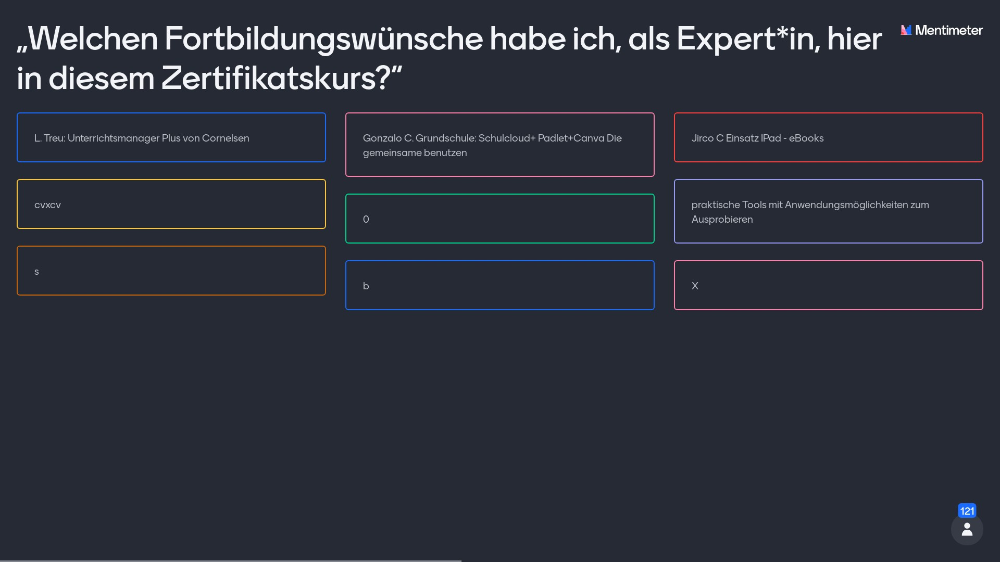 „Welchen Fortbildungswünsche habe ich, als Expert*in, hier
in diesem Zertifikatskurs?“
Mentimeter
L. Treu: Unterrichtsmanager Plus von Cornelsen
cvxcv
s
Gonzalo C. Grundschule: Schulcloud+ Padlet+Canva Die
gemeinsame benutzen
0
b
Jirco C Einsatz IPad - eBooks
praktische Tools mit Anwendungsmöglichkeiten zum
Ausprobieren
X
121